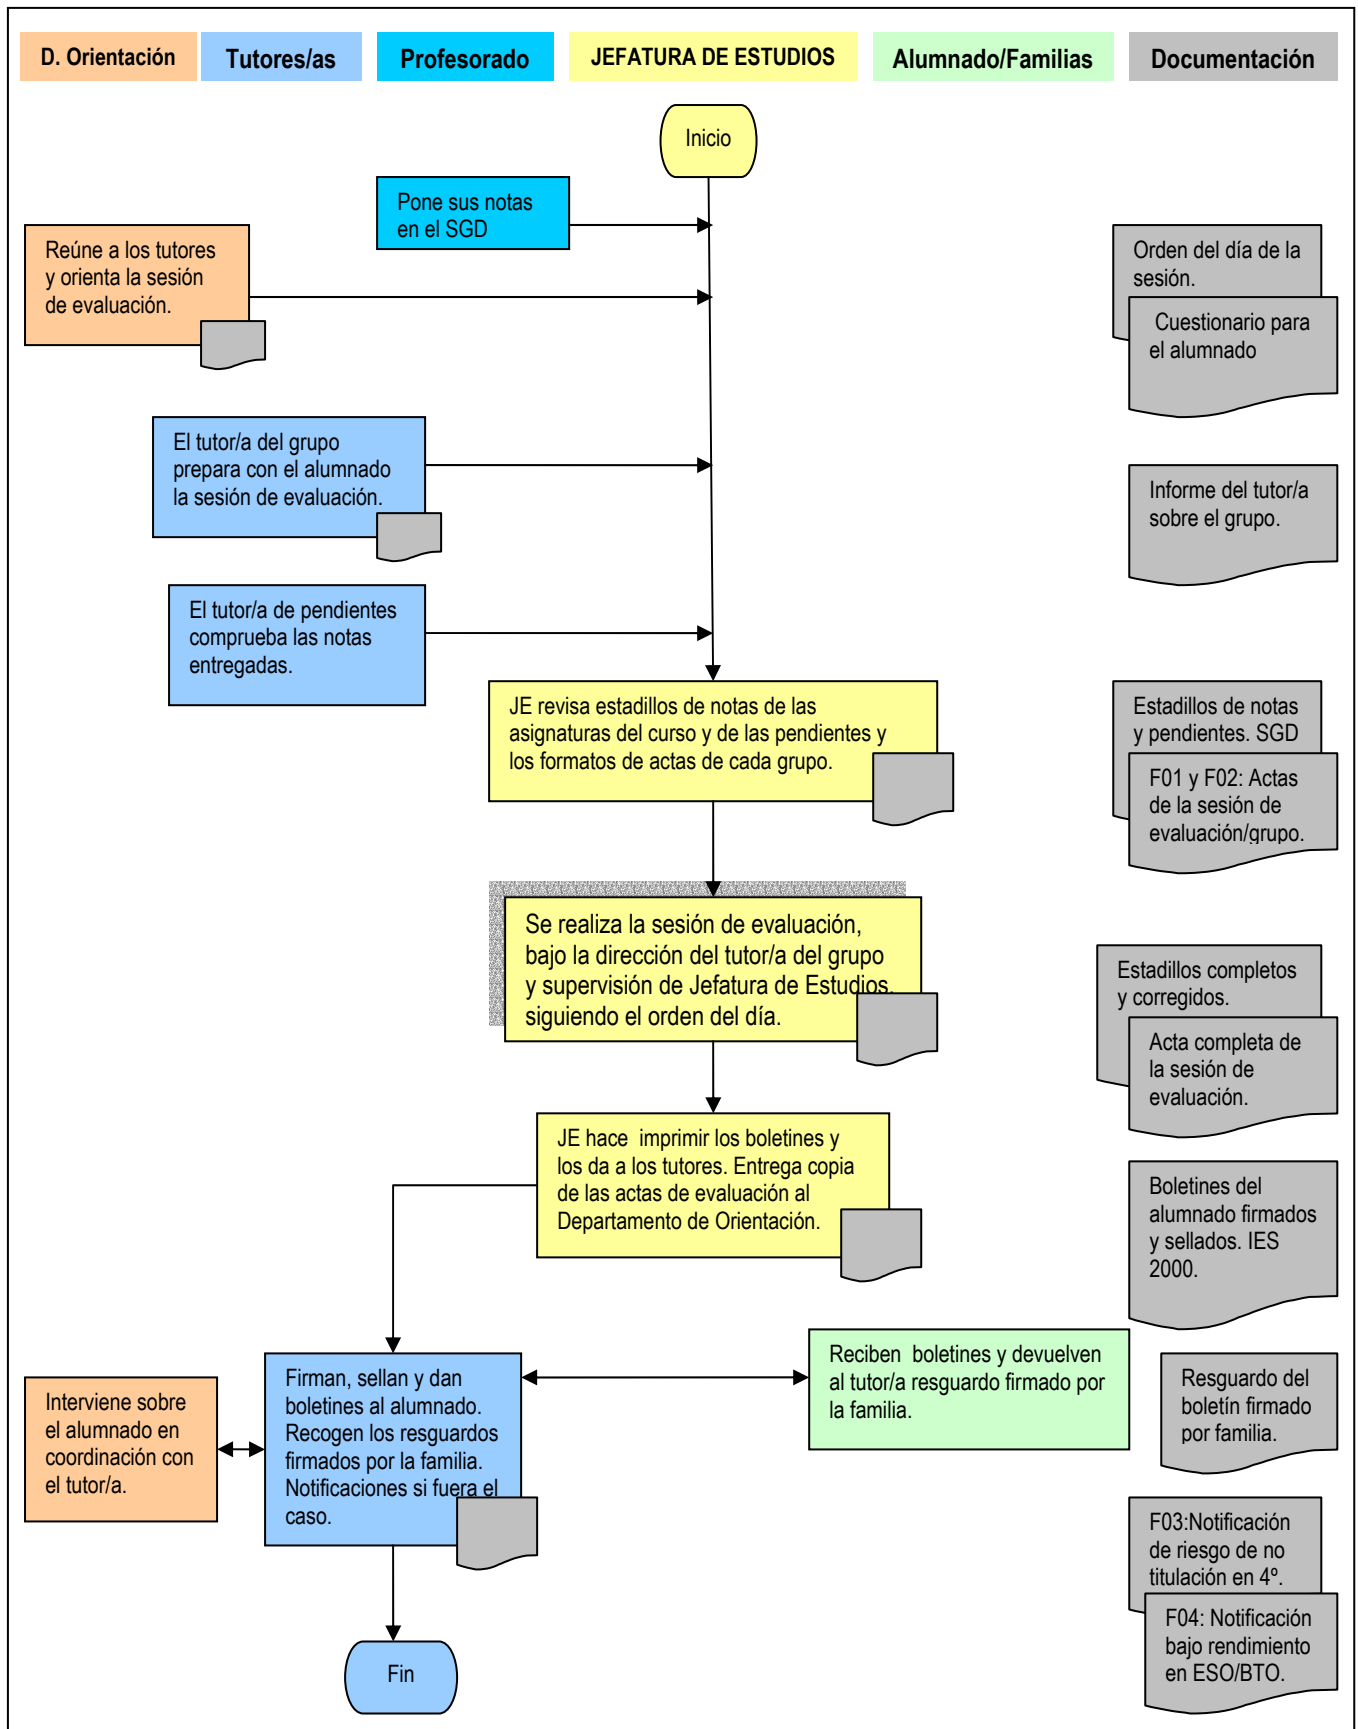 D. Orientación
Tutores/as
Profesorado
JEFATURA DE ESTUDIOS
Alumnado/Familias
Documentación
Inicio
Pone sus notas
en el SGD
Reúne a los tutores
y orienta la sesión
de evaluación.
Orden del día de la
sesión.
Cuestionario para
el alumnado
El tutor/a del grupo
prepara con el alumnado
la sesión de evaluación.
Informe del tutor/a
sobre el grupo.
El tutor/a de pendientes
comprueba las notas
entregadas.
JE revisa estadillos de notas de las
asignaturas del curso y de las pendientes y
los formatos de actas de cada grupo.
Estadillos de notas
y pendientes. SGD
F01 y F02: Actas
de la sesión de
evaluación/grupo.
Se realiza la sesión de evaluación,
bajo la dirección del tutor/a del grupo
y supervisión de Jefatura de Estudios,
siguiendo el orden del día.
Estadillos completos
y corregidos.
Acta completa de
la sesión de
evaluación.
JE hace  imprimir los boletines y
los da a los tutores. Entrega copia
de las actas de evaluación al
Departamento de Orientación.
Boletines del
alumnado firmados
y sellados. IES
2000.
Reciben  boletines y devuelven
al tutor/a resguardo firmado por
la familia.
Firman, sellan y dan
boletines al alumnado.
Recogen los resguardos
firmados por la familia.
Notificaciones si fuera el
caso.
Interviene sobre
el alumnado en
coordinación con
el tutor/a.
Resguardo del
boletín firmado
por familia.
F03:Notificación
de riesgo de no
titulación en 4º.
F04: Notificación
bajo rendimiento
en ESO/BTO.
Fin